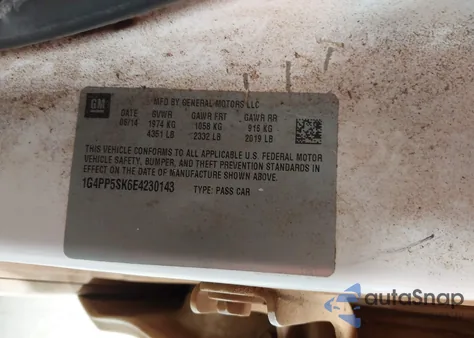 GM
MFD BY GENERAL MOTORS LLC
DATE GVWR GAWR FRT GAWR RR
06/14 1974 KG 1058 KG 916 KG
4351 LB 2332 LB 2019 LB
THIS VEHICLE CONFORMS TO ALL APPLICABLE U.S. FEDERAL MOTOR
VEHICLE SAFETY, BUMPER, AND THEFT PREVENTION STANDARDS IN
EFFECT ON THE DATE OF MANUFACTURE SHOWN ABOVE.
1G4PP5SK6E4230143 TYPE: PASS CAR
autoSnap